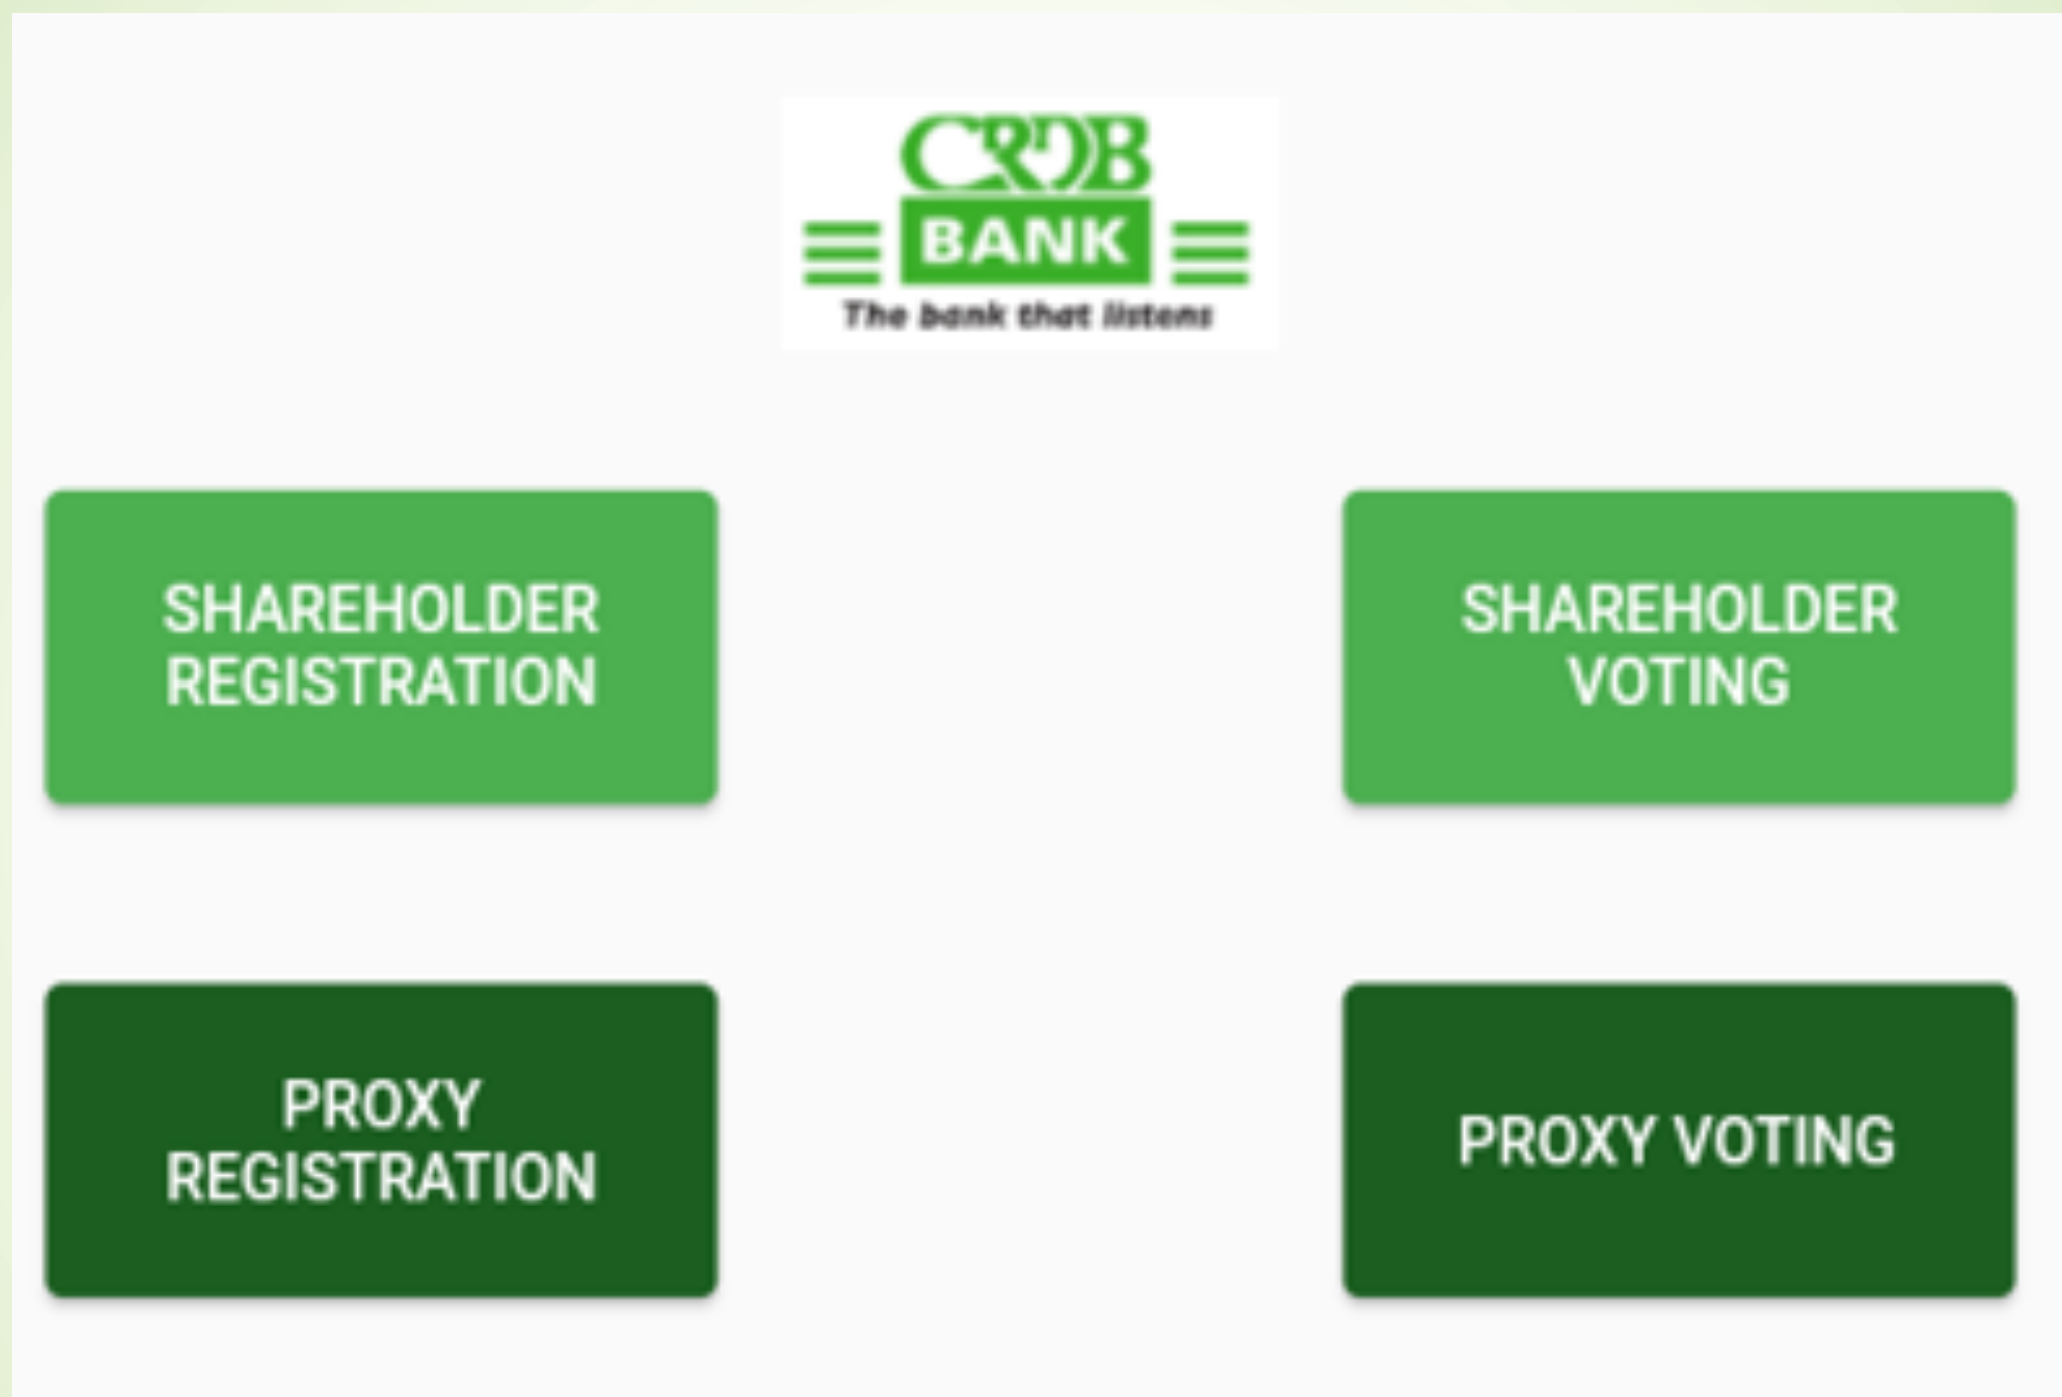 CRDB
BANK
The bank that listens
SHAREHOLDER
REGISTRATION
SHAREHOLDER
VOTING
PROXY
REGISTRATION
PROXY VOTING